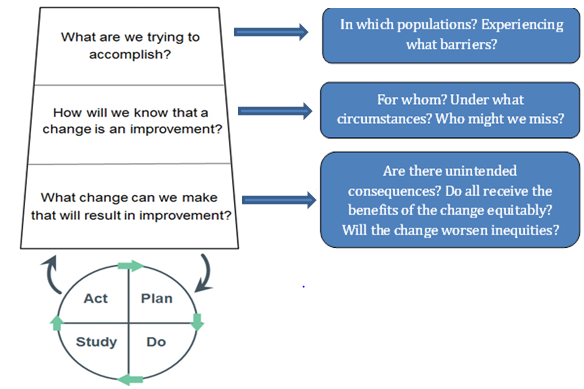 What are we trying to
accomplish?
In which populations? Experiencing
what barriers?
How will we know that a
change is an improvement?
For whom? Under what
circumstances? Who might we miss?
What change can we make
that will result in improvement?
Are there unintended
consequences? Do all receive the
benefits of the change equitably?
Will the change worsen inequities?
Act
Plan
Study
Do